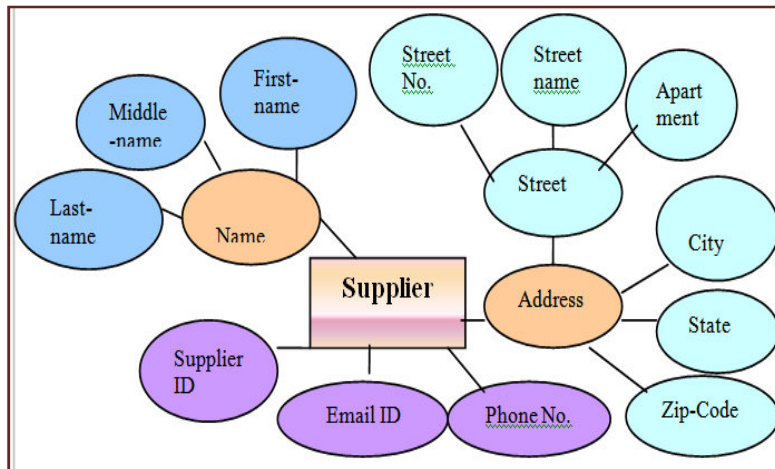 Street
No.
Street
name
Apart
ment
First-
name
Middle
-name
Last-
name
Name
Street
City
Supplier
Address
State
Supplier
ID
Email ID
Phone No.
Zip-Code